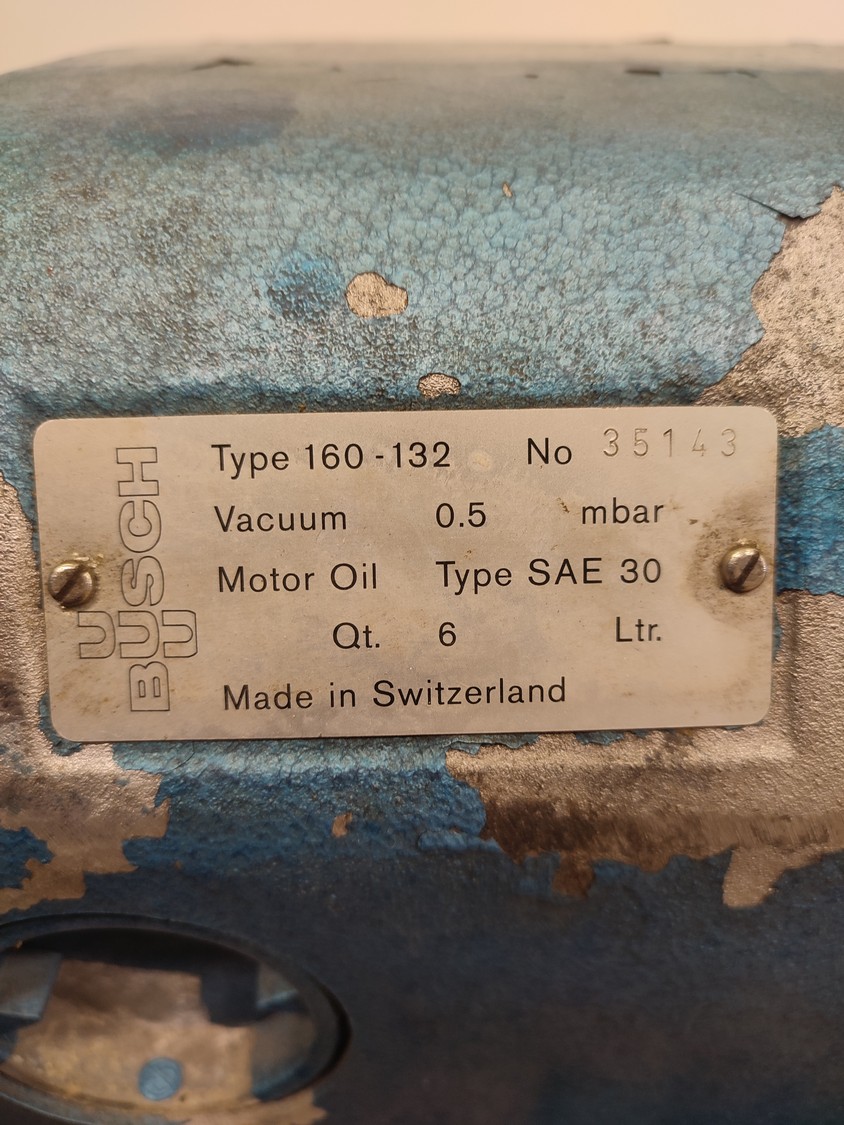 BUSCH
Type 160-132 No 35143
Vacuum 0.5 mbar
Motor Oil Type SAE 30
Qt. 6 Ltr.
Made in Switzerland